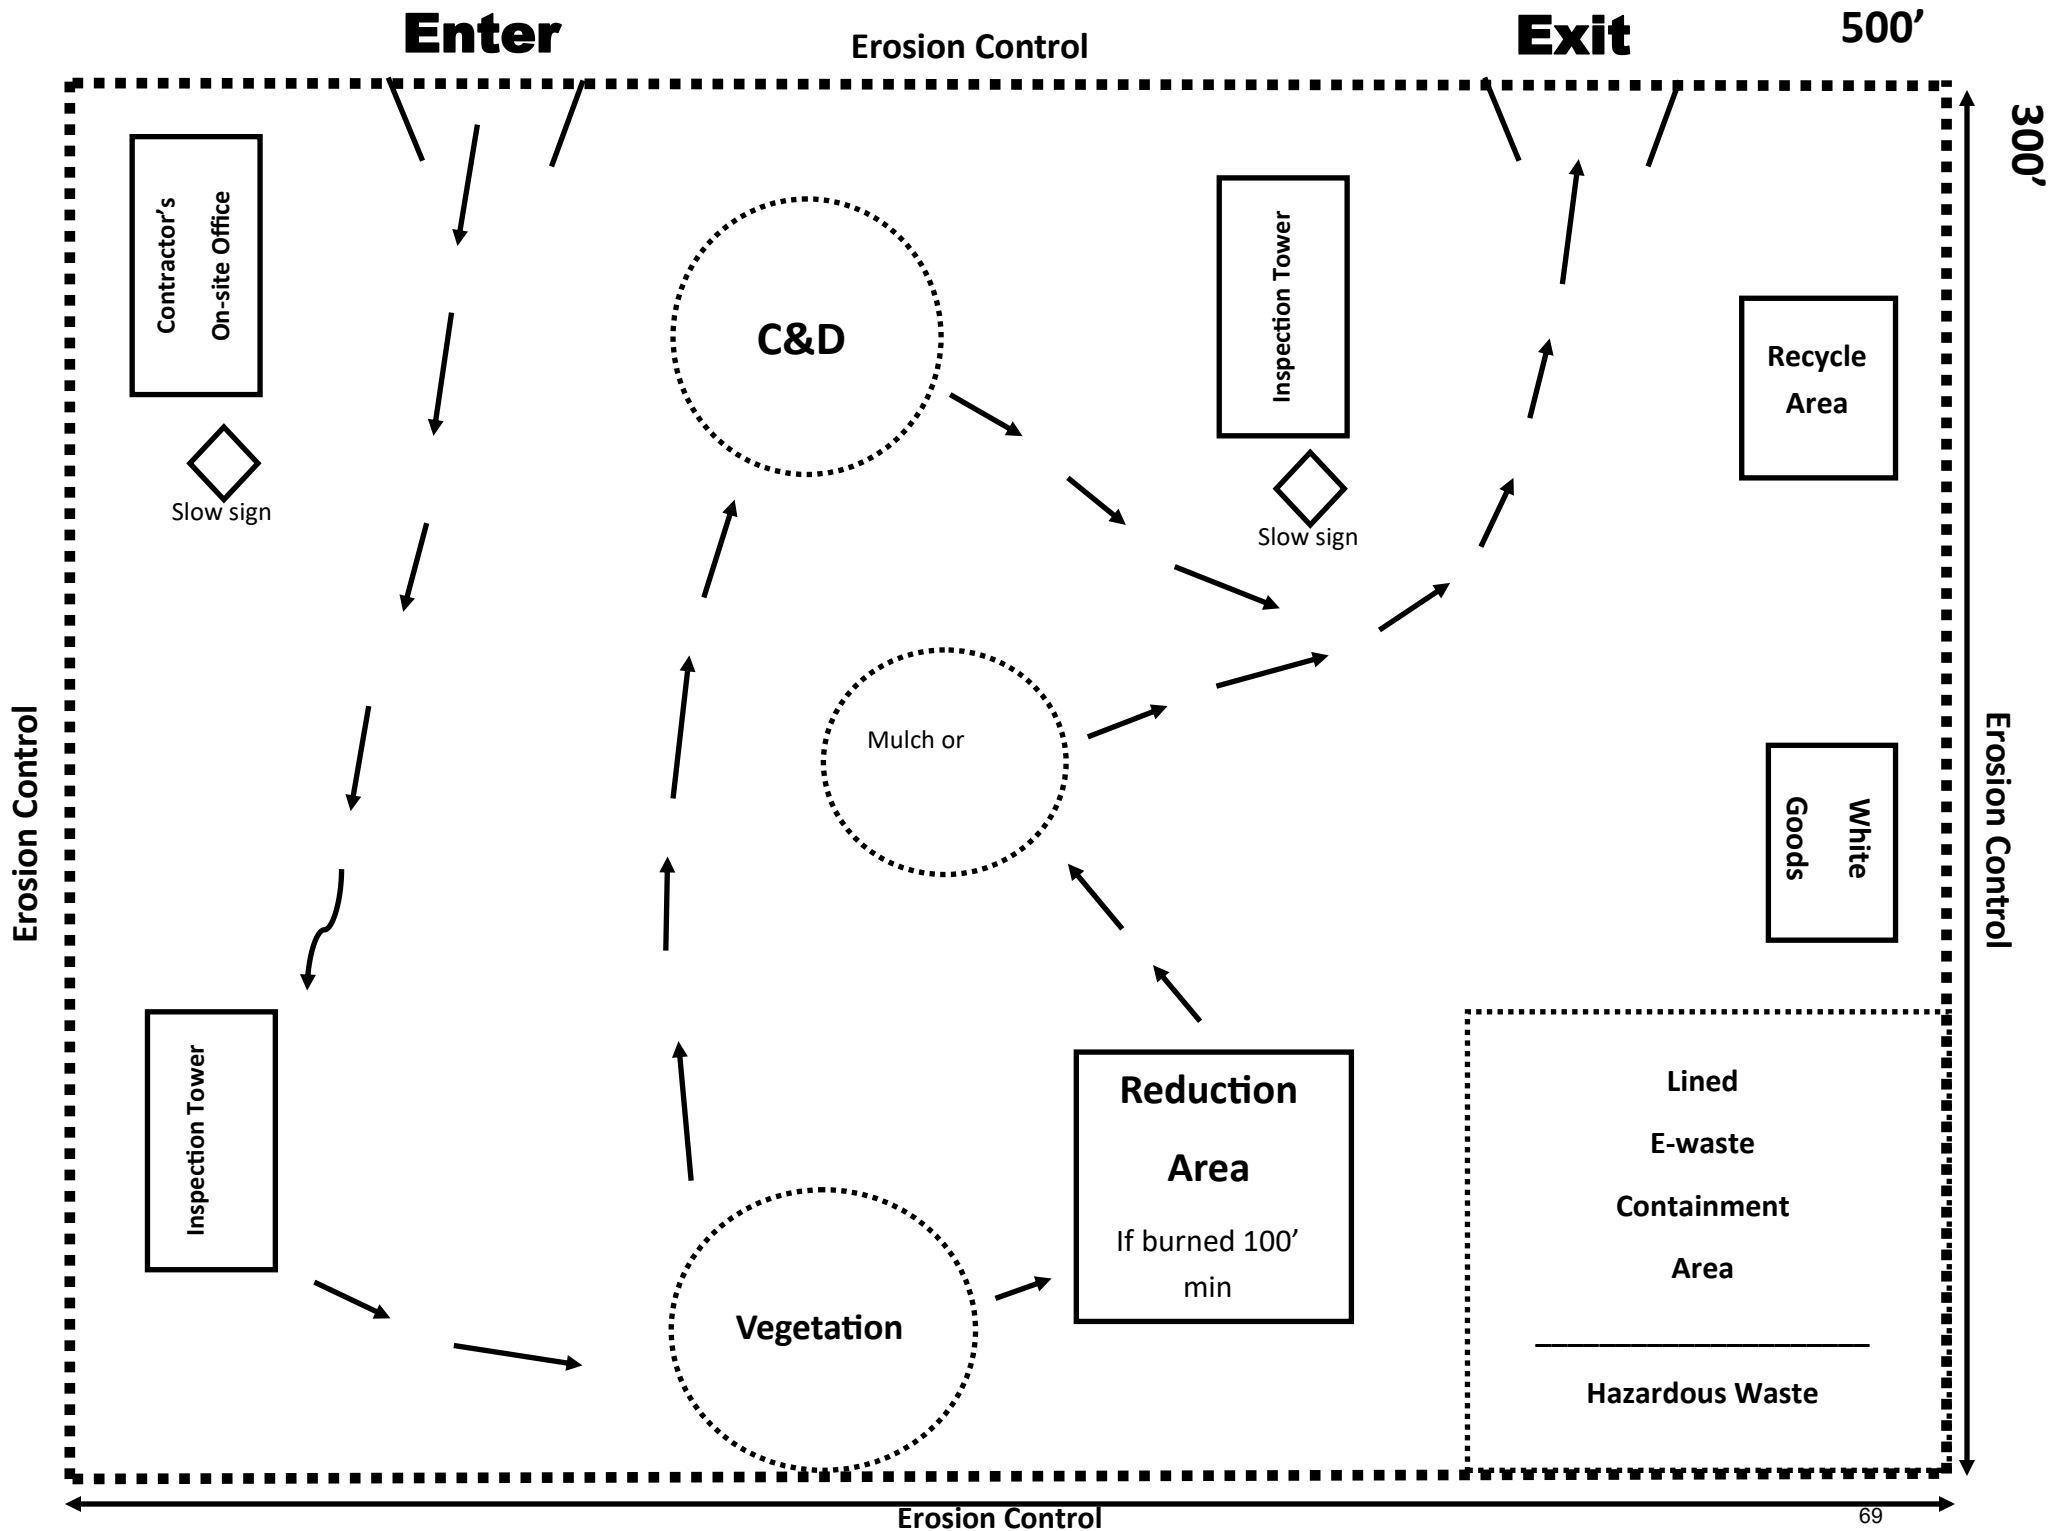 Enter
Erosion Control
Exit
500’
300’
Contractor’s
On-site Office
Slow sign
C&D
Inspection Tower
Slow sign
Recycle
Area
Erosion Control
Mulch or
White
Goods
Erosion Control
Inspection Tower
Vegetation
Reduction
Area
If burned 100’
min
Lined
E-waste
Containment
Area
Hazardous Waste
Erosion Control
69